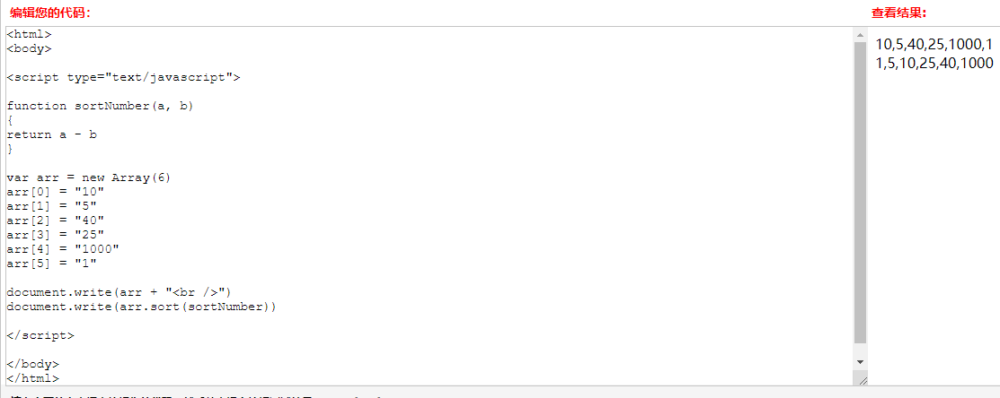 编辑您的代码：
查看结果:
<html>
<body>
<script type="text/javascript">
function sortNumber(a, b)
{
return a - b
}
var arr = new Array(6)
arr[0] = "10"
arr[1] = "5"
arr[2] = "40"
arr[3] = "25"
arr[4] = "1000"
arr[5] = "1"
document.write(arr + "<br />")
document.write(arr.sort(sortNumber))
</script>
</body>
</html>
10,5,40,25,1000,1
1,5,10,25,40,1000